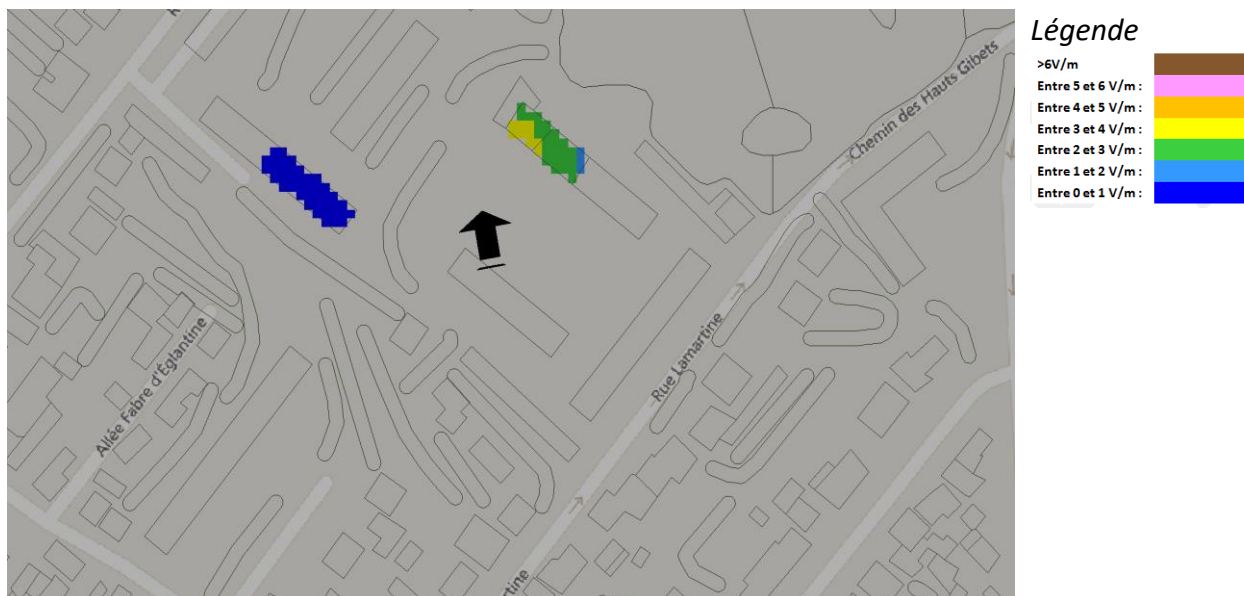 Légende
>6V/m
Entre 5 et 6 V/m :
Entre 4 et 5 V/m :
Entre 3 et 4 V/m :
Entre 2 et 3 V/m :
Entre 1 et 2 V/m :
Entre 0 et 1 V/m :
Chemin des Hauts Gibets
Rue Lamartine
Allée Fabre d'Églantine